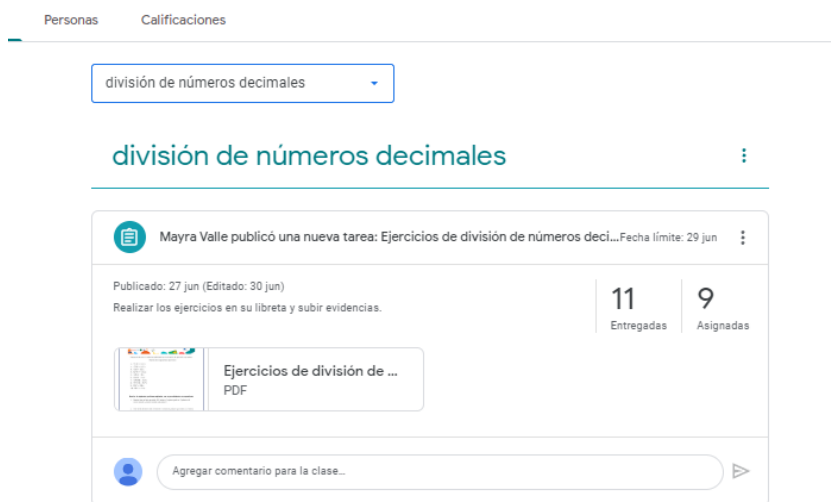 Personas Calificaciones
división de números decimales
división de números decimales
Mayra Valle publicó una nueva tarea: Ejercicios de división de números deci... Fecha límite: 29 jun
Publicado: 27 jun (Editado: 30 jun)
Realizar los ejercicios en su libreta y subir evidencias.
11 9
Entregadas Asignadas
Ejercicios de división de ...
PDF
Agregar comentario para la clase...